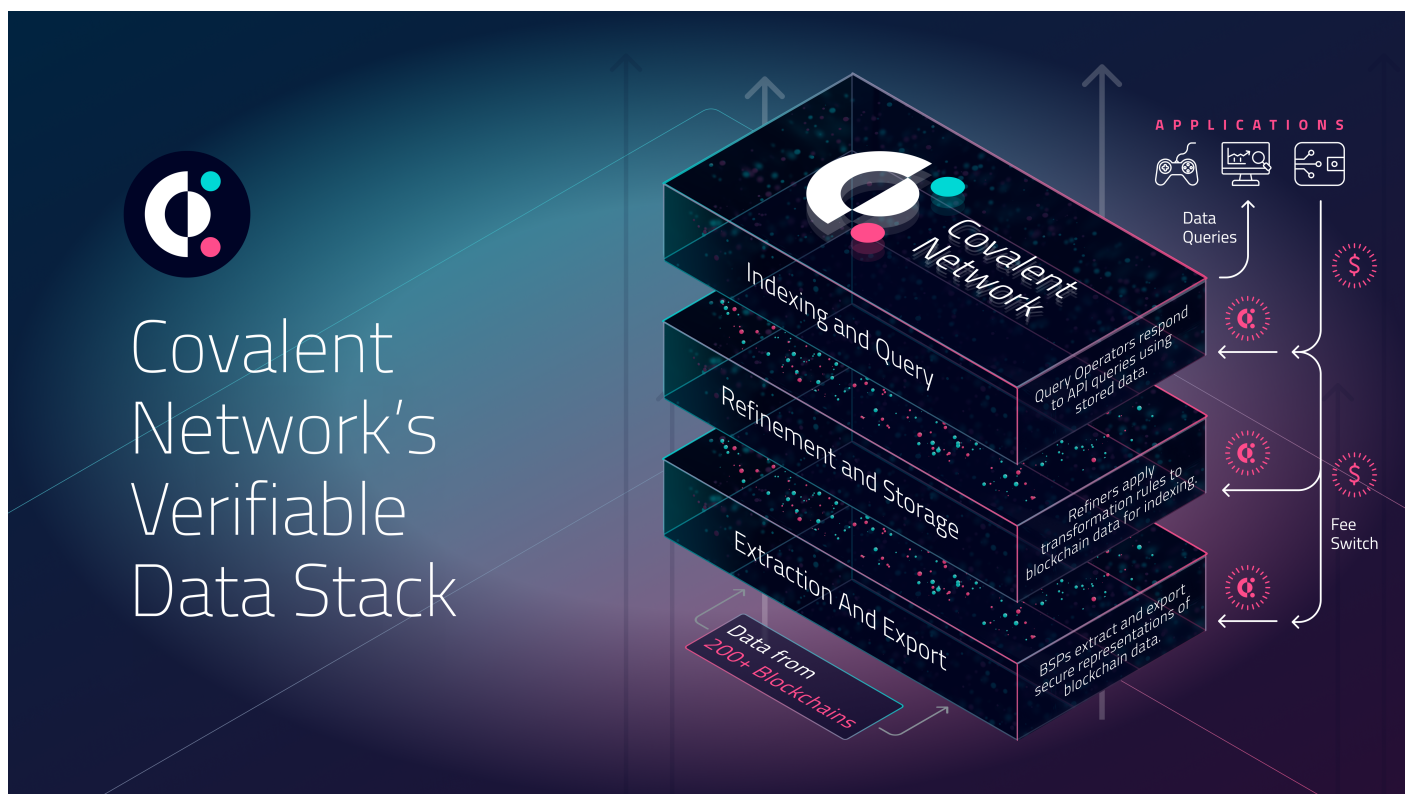 Covalent
Network’s
Verifiable
Data Stack
Covalent
Network
Indexing and Query
Query Operators respond
to API queries using
stored data.
Refinement and Storage
Refiners apply
transformation rules to
blockchain data for indexing.
Extraction And Export
BSPs extract and export
secure representations of
blockchain data.
Data from
200+ Blockchains
APPLICATIONS
Data
Queries
$
$
Fee
Switch